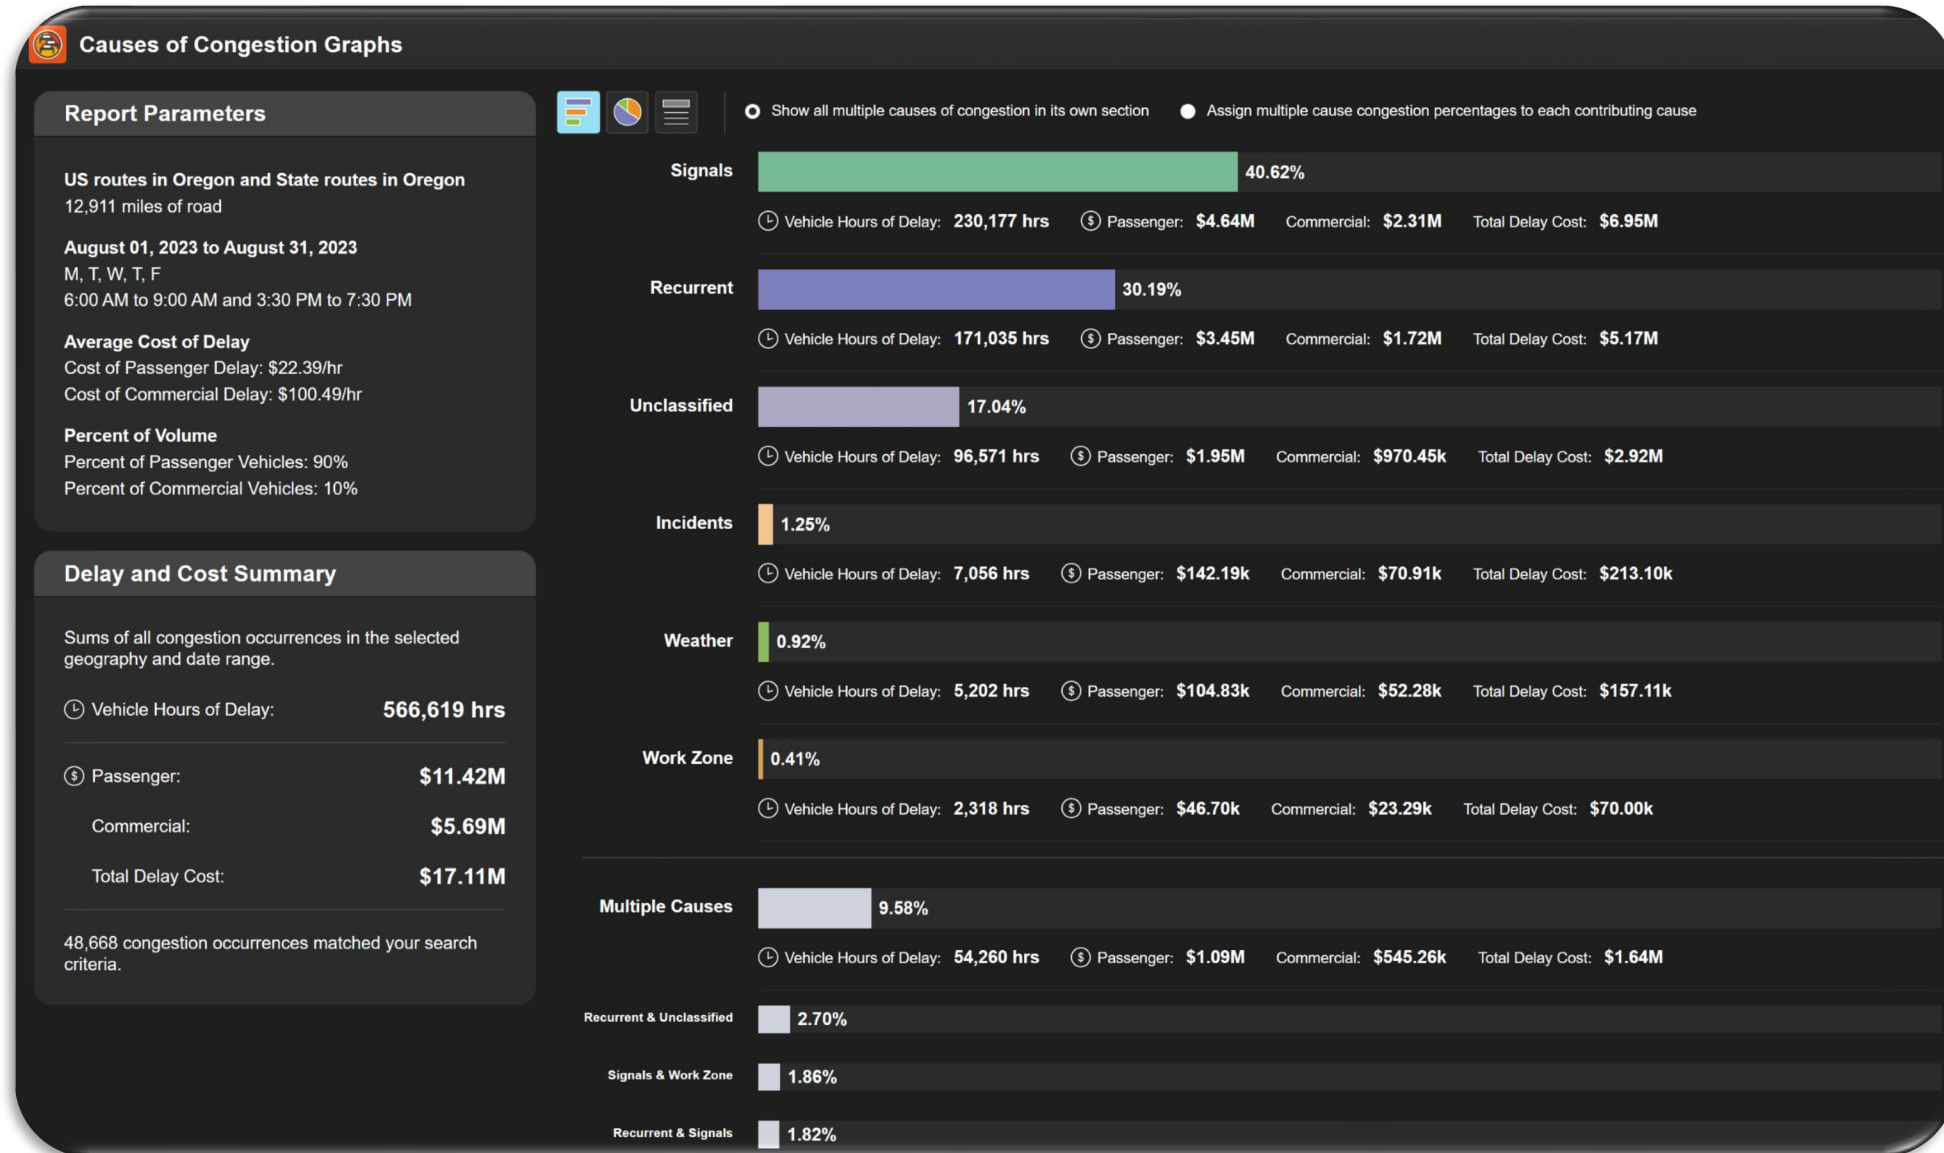 Causes of Congestion Graphs
Report Parameters
US routes in Oregon and State routes in Oregon
12,911 miles of road
August 01, 2023 to August 31, 2023
M, T, W, T, F
6:00 AM to 9:00 AM and 3:30 PM to 7:30 PM
Average Cost of Delay
Cost of Passenger Delay: $22.39/hr
Cost of Commercial Delay: $100.49/hr
Percent of Volume
Percent of Passenger Vehicles: 90%
Percent of Commercial Vehicles: 10%
Delay and Cost Summary
Sums of all congestion occurrences in the selected
geography and date range.
Vehicle Hours of Delay: 566,619 hrs
Passenger: $11.42M
Commercial: $5.69M
Total Delay Cost: $17.11M
48,668 congestion occurrences matched your search
criteria.
Show all multiple causes of congestion in its own section Assign multiple cause congestion percentages to each contributing cause
Signals 40.62%
Vehicle Hours of Delay: 230,177 hrs Passenger: $4.64M Commercial: $2.31M Total Delay Cost: $6.95M
Recurrent 30.19%
Vehicle Hours of Delay: 171,035 hrs Passenger: $3.45M Commercial: $1.72M Total Delay Cost: $5.17M
Unclassified 17.04%
Vehicle Hours of Delay: 96,571 hrs Passenger: $1.95M Commercial: $970.45k Total Delay Cost: $2.92M
Incidents 1.25%
Vehicle Hours of Delay: 7,056 hrs Passenger: $142.19k Commercial: $70.91k Total Delay Cost: $213.10k
Weather 0.92%
Vehicle Hours of Delay: 5,202 hrs Passenger: $104.83k Commercial: $52.28k Total Delay Cost: $157.11k
Work Zone 0.41%
Vehicle Hours of Delay: 2,318 hrs Passenger: $46.70k Commercial: $23.29k Total Delay Cost: $70.00k
Multiple Causes 9.58%
Vehicle Hours of Delay: 54,260 hrs Passenger: $1.09M Commercial: $545.26k Total Delay Cost: $1.64M
Recurrent & Unclassified 2.70%
Signals & Work Zone 1.86%
Recurrent & Signals 1.82%